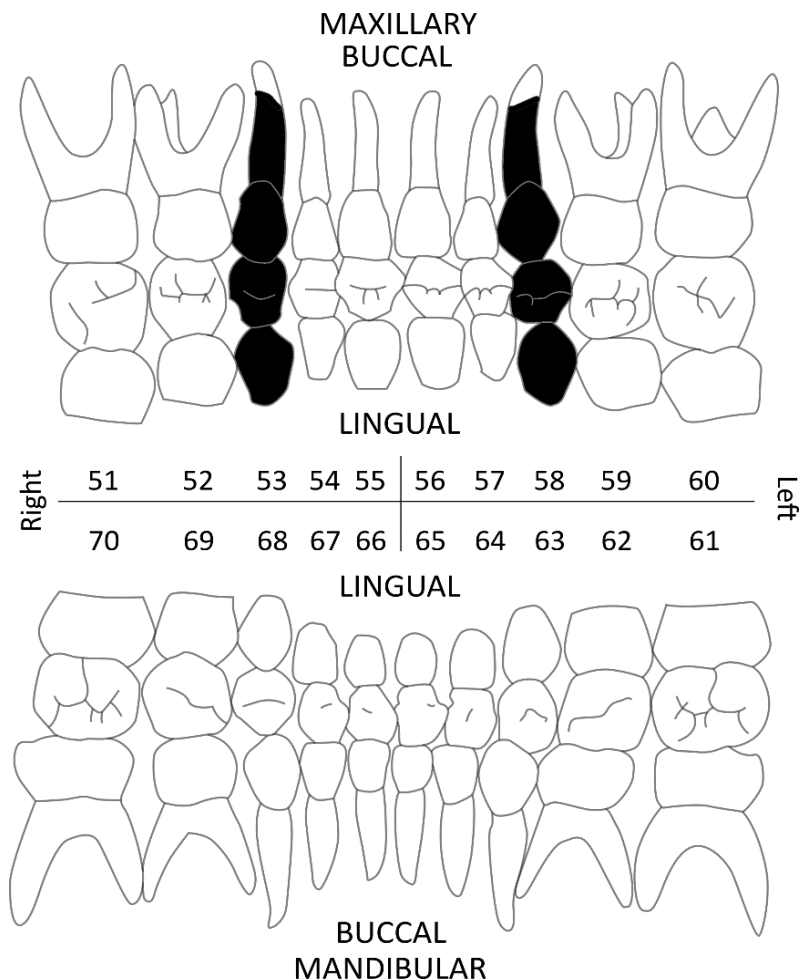 MAXILLARY
BUCCAL
LINGUAL
Right
51 52 53 54 55 56 57 58 59 60
Left
70 69 68 67 66 65 64 63 62 61
LINGUAL
BUCCAL
MANDIBULAR